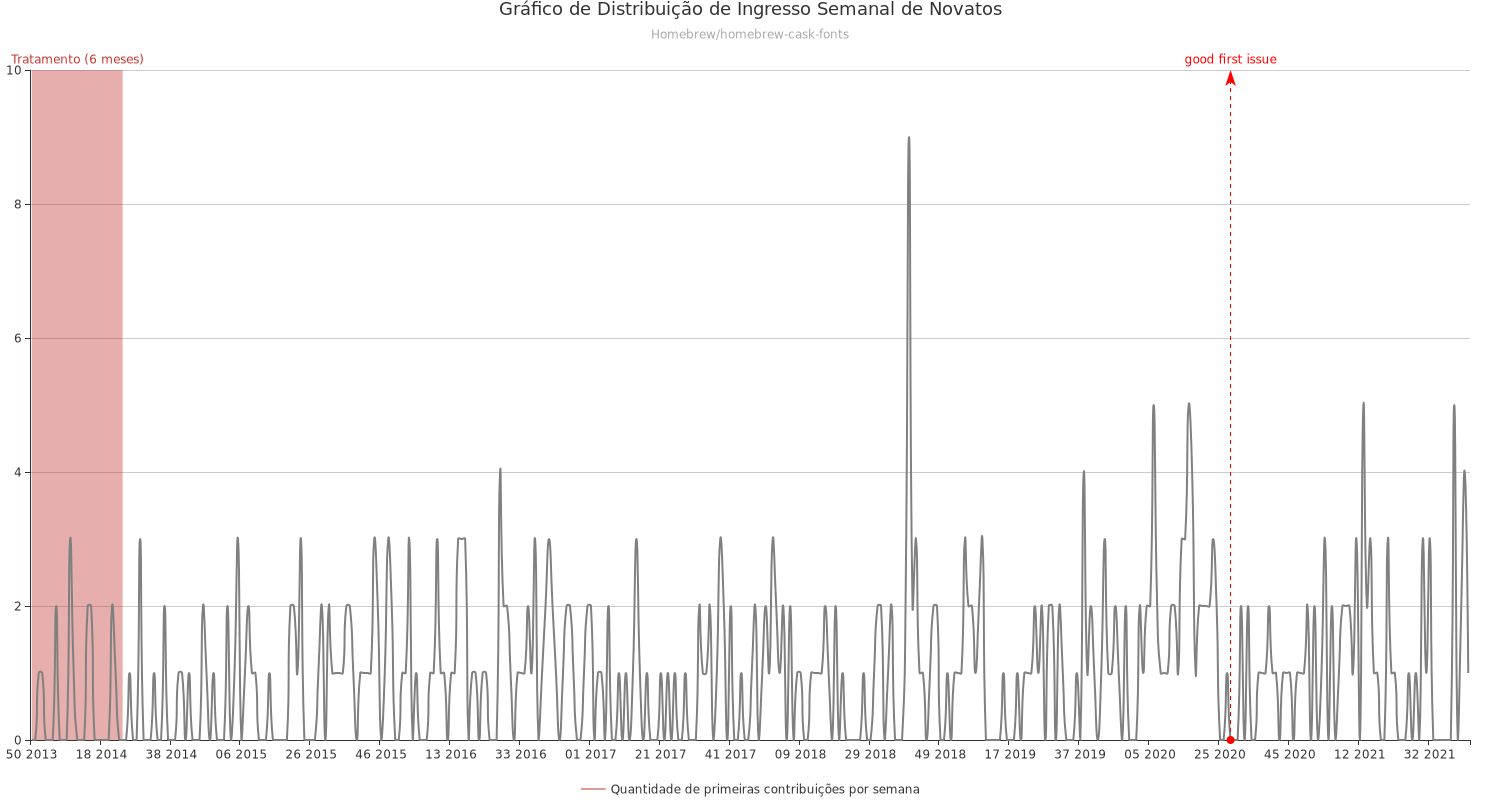 Gráfico de Distribuição de Ingresso Semanal de Novatos
Homebrew/homebrew-cask-fonts
Tratamento (6 meses)
good first issue
10
8
6
4
2
0
50 2013 18 2014 38 2014 06 2015 26 2015 46 2015 13 2016 33 2016 01 2017 21 2017 41 2017 09 2018 29 2018 49 2018 17 2019 37 2019 05 2020 25 2020 45 2020 12 2021 32 2021
Quantidade de primeiras contribuições por semana